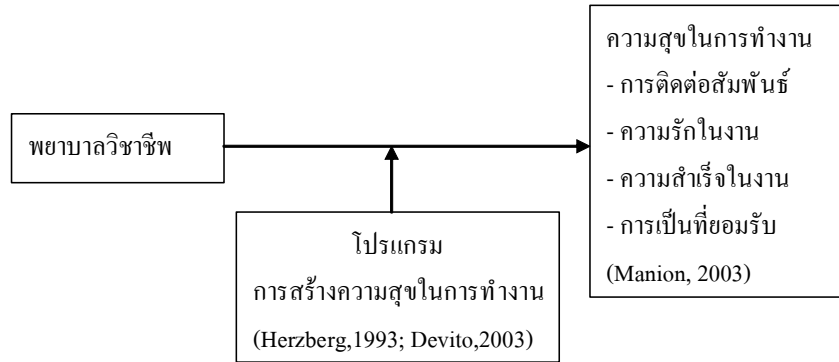 พยาบาลวิชาชีพ
โปรแกรม
การสร้างความสุขในการทำงาน
(Herzberg,1993; Devito,2003)
ความสุขในการทำงาน
- การติดต่อสัมพันธ์
- ความรักในงาน
- ความสำเร็จในงาน
- การเป็นที่ยอมรับ
(Manion, 2003)